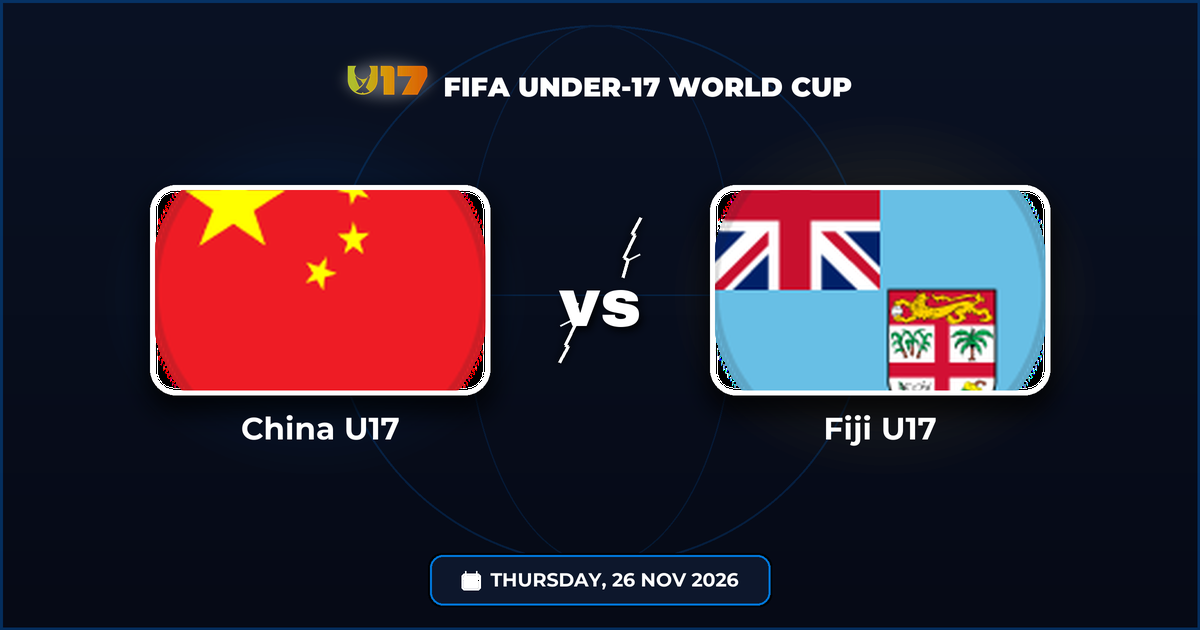 U17 FIFA UNDER-17 WORLD CUP
VS
China U17
Fiji U17
THURSDAY, 26 NOV 2026